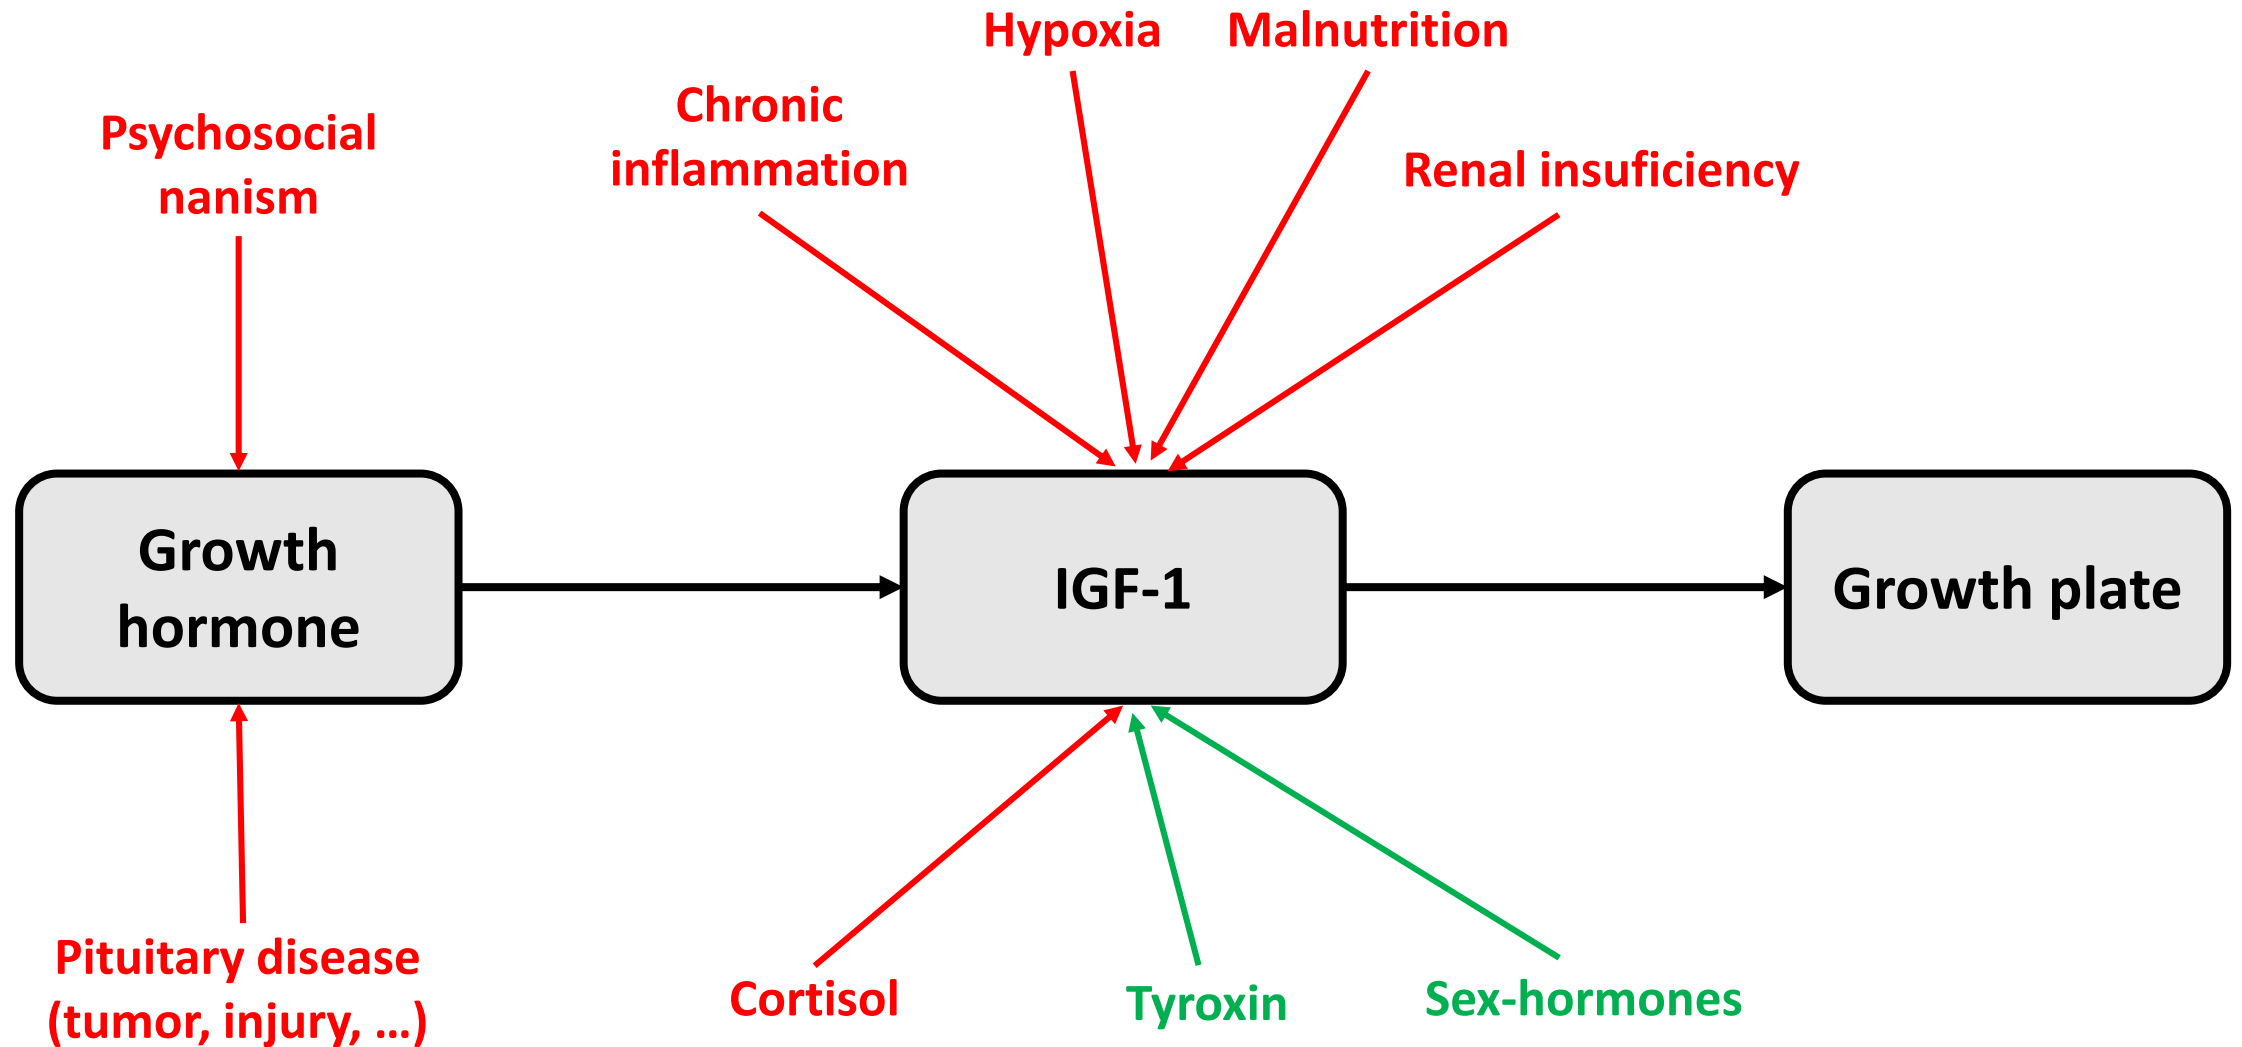 Hypoxia
Malnutrition
Chronic
inflammation
Psychosocial
nanism
Renal insuficiency
Growth
hormone
IGF-1
Growth plate
Pituitary disease
(tumor, injury, ...)
Cortisol
Tyroxin
Sex-hormones